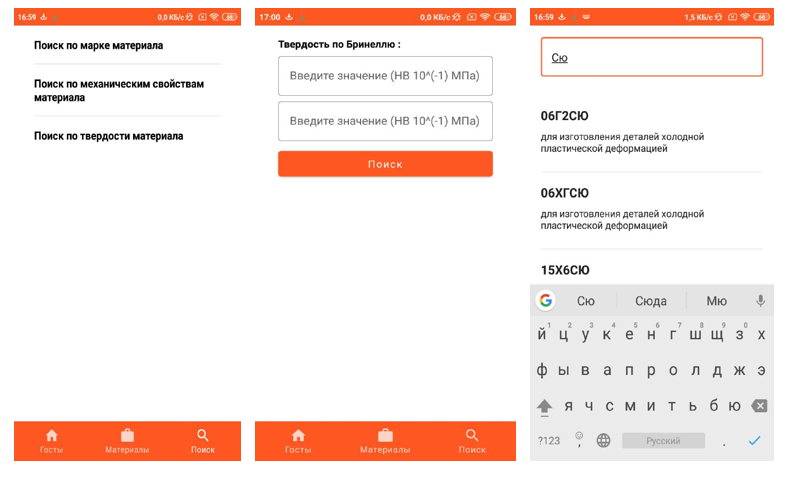 16:59
0,0 КБ/с
66
Поиск по марке материала
Поиск по механическим свойствам
материала
Поиск по твердости материала
Госты
Материалы
Поиск
17:00
0,0 КБ/с
66
Твердость по Бринеллю :
Введите значение (HB 10^(-1) МПа)
Введите значение (HB 10^(-1) МПа)
Поиск
Госты
Материалы
Поиск
16:59
1,5 КБ/с
66
Сю
06Г2СЮ
для изготовления деталей холодной
пластической деформацией
06ХГСЮ
для изготовления деталей холодной
пластической деформацией
15Х6СЮ
G Сю Сюда Мю
1 2 3 4 5 6 7 8 9 0
й ц у к е н г ш щ з х
ф ы в а п р о л д ж э
я ч с м и т ь б ю
?123 , Русский .